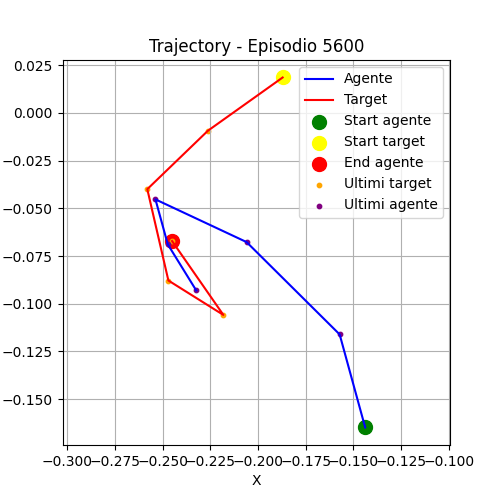 Trajectory - Episodio 5600
Agente
Target
Start agente
Start target
End agente
Ultimi target
Ultimi agente
0.025
0.000
−0.025
−0.050
−0.075
−0.100
−0.125
−0.150
−0.300−0.275−0.250−0.225−0.200−0.175−0.150−0.125−0.100
X